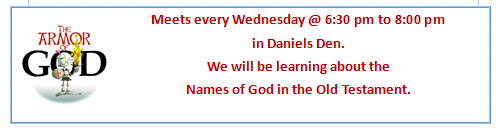 THE
ARMOR
OF
GOD
Meets every Wednesday @ 6:30 pm to 8:00 pm
in Daniels Den.
We will be learning about the
Names of God in the Old Testament.